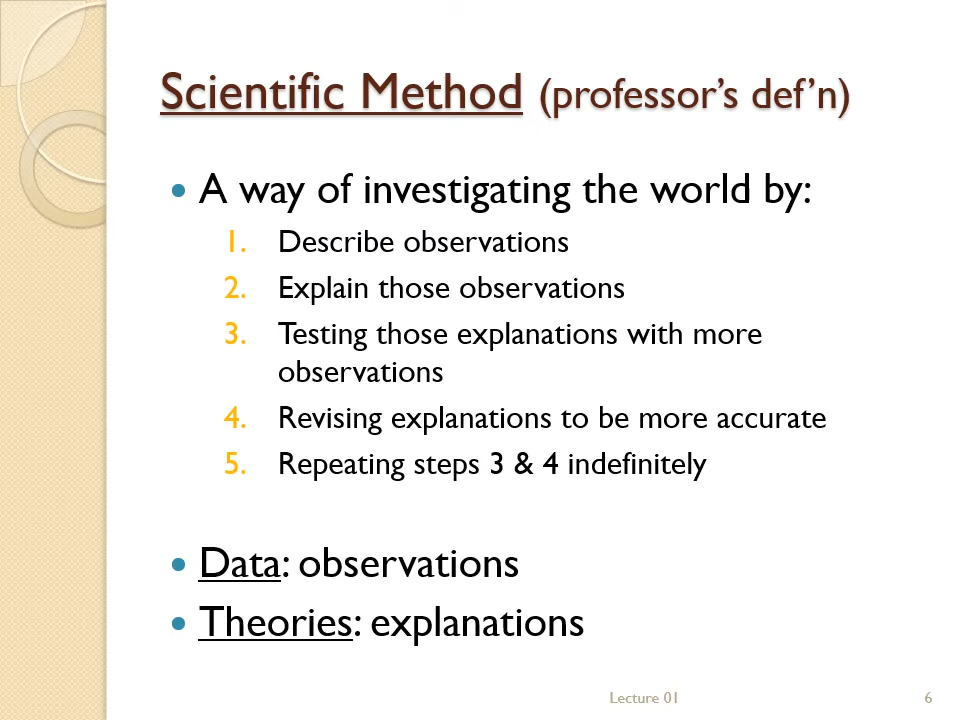 Scientific Method (professor's def'n)
• A way of investigating the world by:
1. Describe observations
2. Explain those observations
3. Testing those explanations with more
observations
4. Revising explanations to be more accurate
5. Repeating steps 3 & 4 indefinitely
• Data: observations
• Theories: explanations
Lecture 01 6